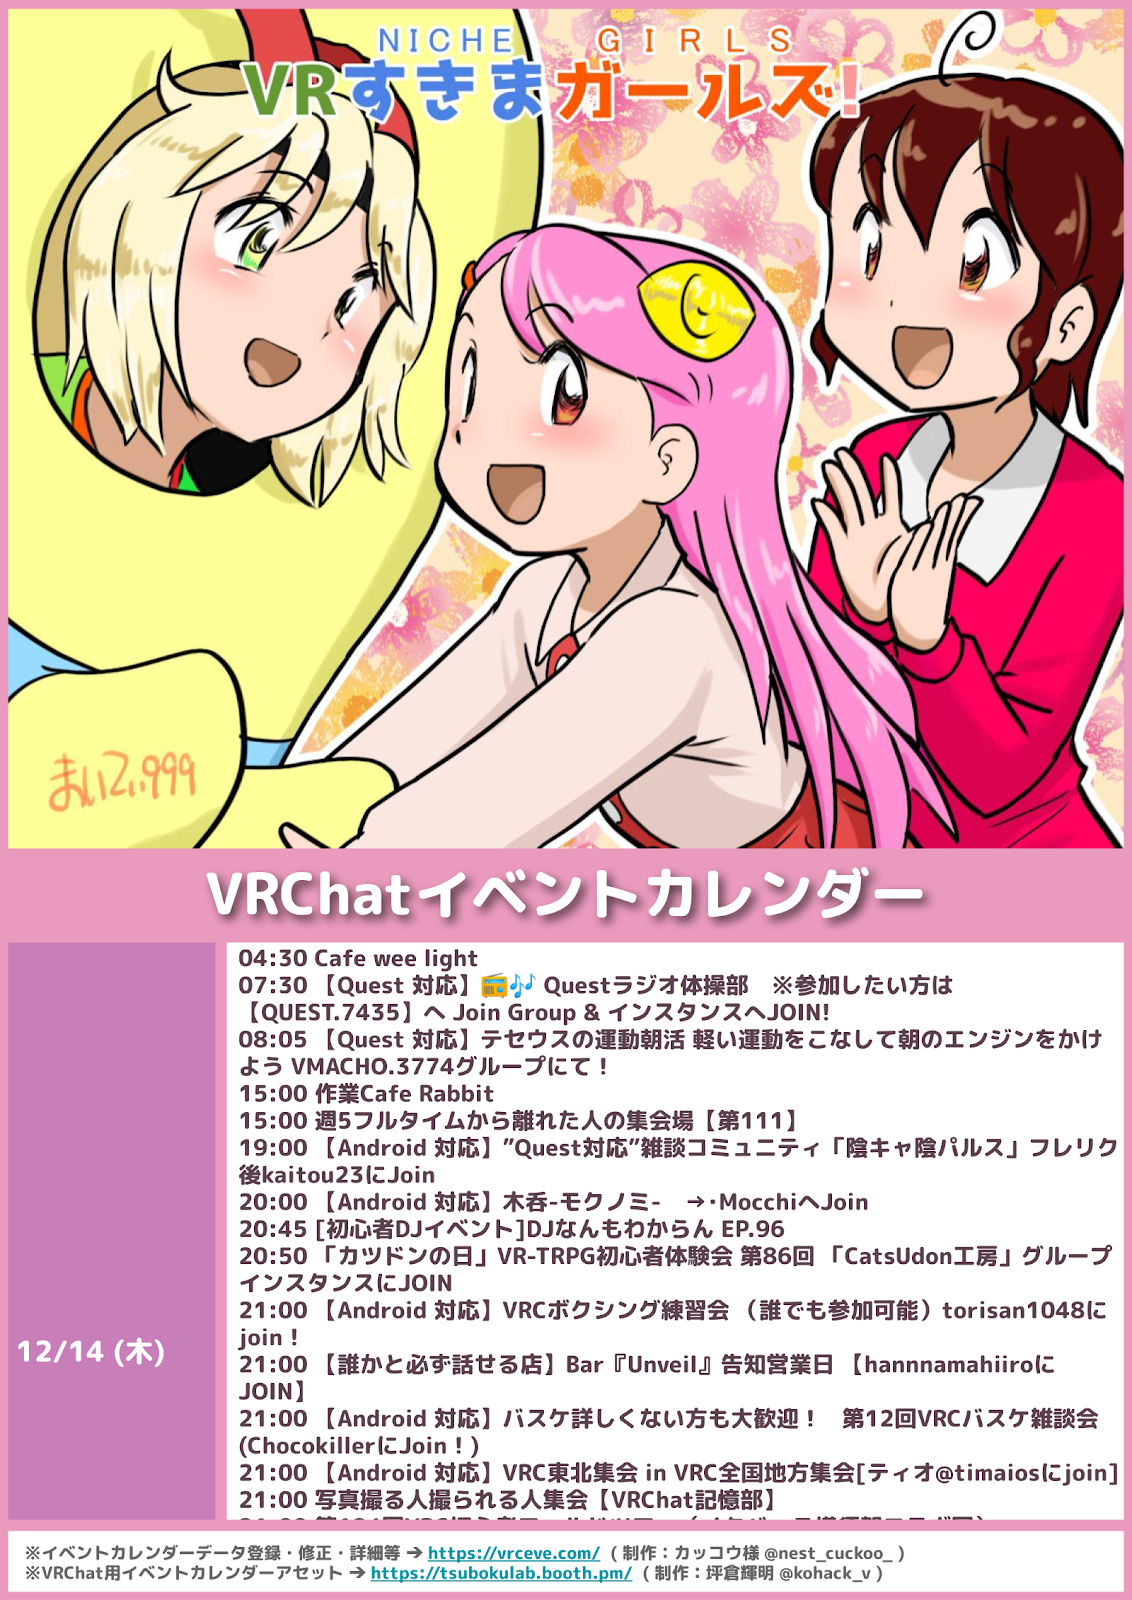 NICHE GIRLS
VRすきまガールズ!
まいてい999
VRChatイベントカレンダー
12/14 (木)
04:30 Cafe wee light
07:30 【Quest 対応】📻🎶 Questラジオ体操部　※参加したい方は
【QUEST.7435】へ Join Group & インスタンスへJOIN!
08:05 【Quest 対応】テセウスの運動朝活 軽い運動をこなして朝のエンジンをかけ
よう VMACHO.3774グループにて！
15:00 作業Cafe Rabbit
15:00 週5フルタイムから離れた人の集会場【第111】
19:00 【Android 対応】”Quest対応”雑談コミュニティ「陰キャ陰パルス」フレリク
後kaitou23にJoin
20:00 【Android 対応】木呑-モクノミ-　→･MocchiへJoin
20:45 [初心者DJイベント]DJなんもわからん EP.96
20:50 「カツドンの日」VR-TRPG初心者体験会 第86回 「CatsUdon工房」グループ
インスタンスにJOIN
21:00 【Android 対応】VRCボクシング練習会 （誰でも参加可能）torisan1048に
join！
21:00 【誰かと必ず話せる店】Bar『Unveil』告知営業日 【hannnamahiiroに
JOIN】
21:00 【Android 対応】バスケ詳しくない方も大歓迎！　第12回VRCバスケ雑談会
(ChocokillerにJoin！)
21:00 【Android 対応】VRC東北集会 in VRC全国地方集会[ティオ@timaiosにjoin]
21:00 写真撮る人撮られる人集会【VRChat記憶部】
※イベントカレンダーデータ登録・修正・詳細等 ➔ https://vrceve.com/ （制作：カッコウ様 @nest_cuckoo_ ）
※VRChat用イベントカレンダーアセット ➔ https://tsubokulab.booth.pm/ （制作：坪倉輝明 @kohack_v ）